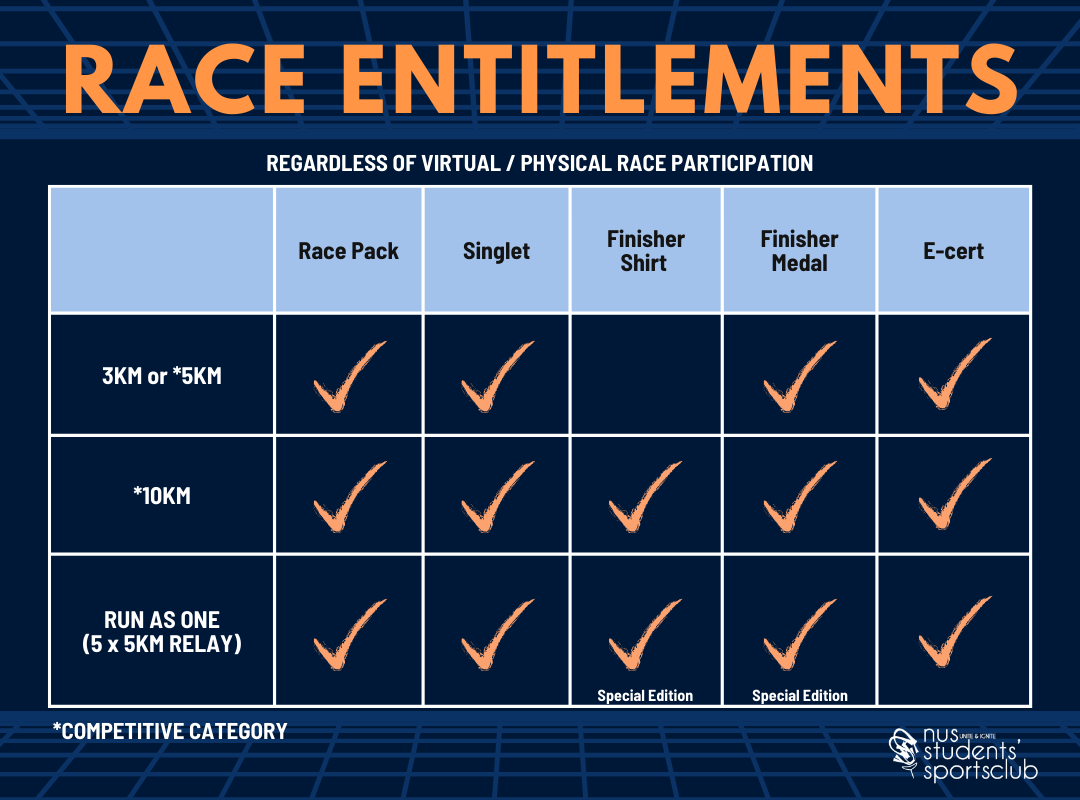 RACE ENTITLEMENTS
REGARDLESS OF VIRTUAL / PHYSICAL RACE PARTICIPATION
Race Pack
Singlet
Finisher
Shirt
Finisher
Medal
E-cert
3KM or *5KM
*10KM
RUN AS ONE
(5 x 5KM RELAY)
Special Edition
Special Edition
*COMPETITIVE CATEGORY
nus UNITE & IGNITE
students'
sportsclub